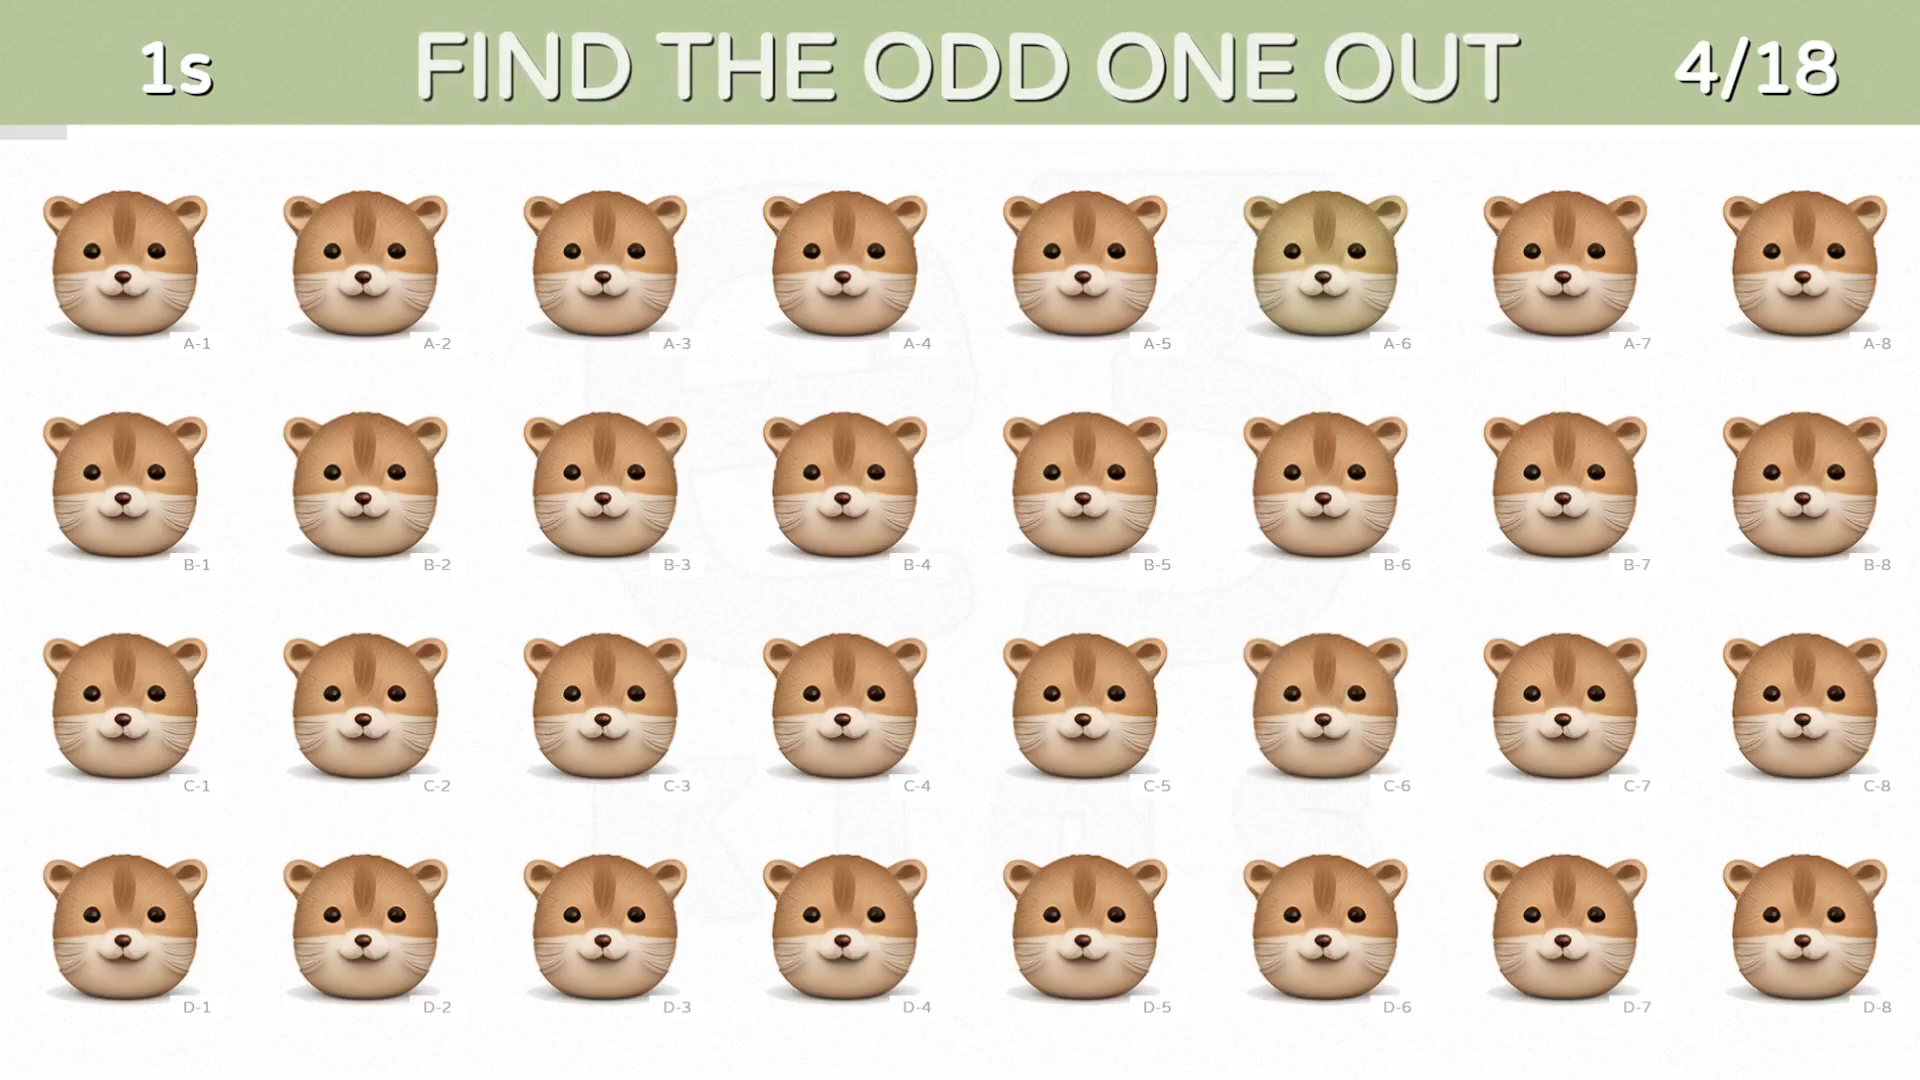 1s FIND THE ODD ONE OUT 4/18
A-1 A-2 A-3 A-4 A-5 A-6 A-7 A-8
B-1 B-2 B-3 B-4 B-5 B-6 B-7 B-8
C-1 C-2 C-3 C-4 C-5 C-6 C-7 C-8
D-1 D-2 D-3 D-4 D-5 D-6 D-7 D-8